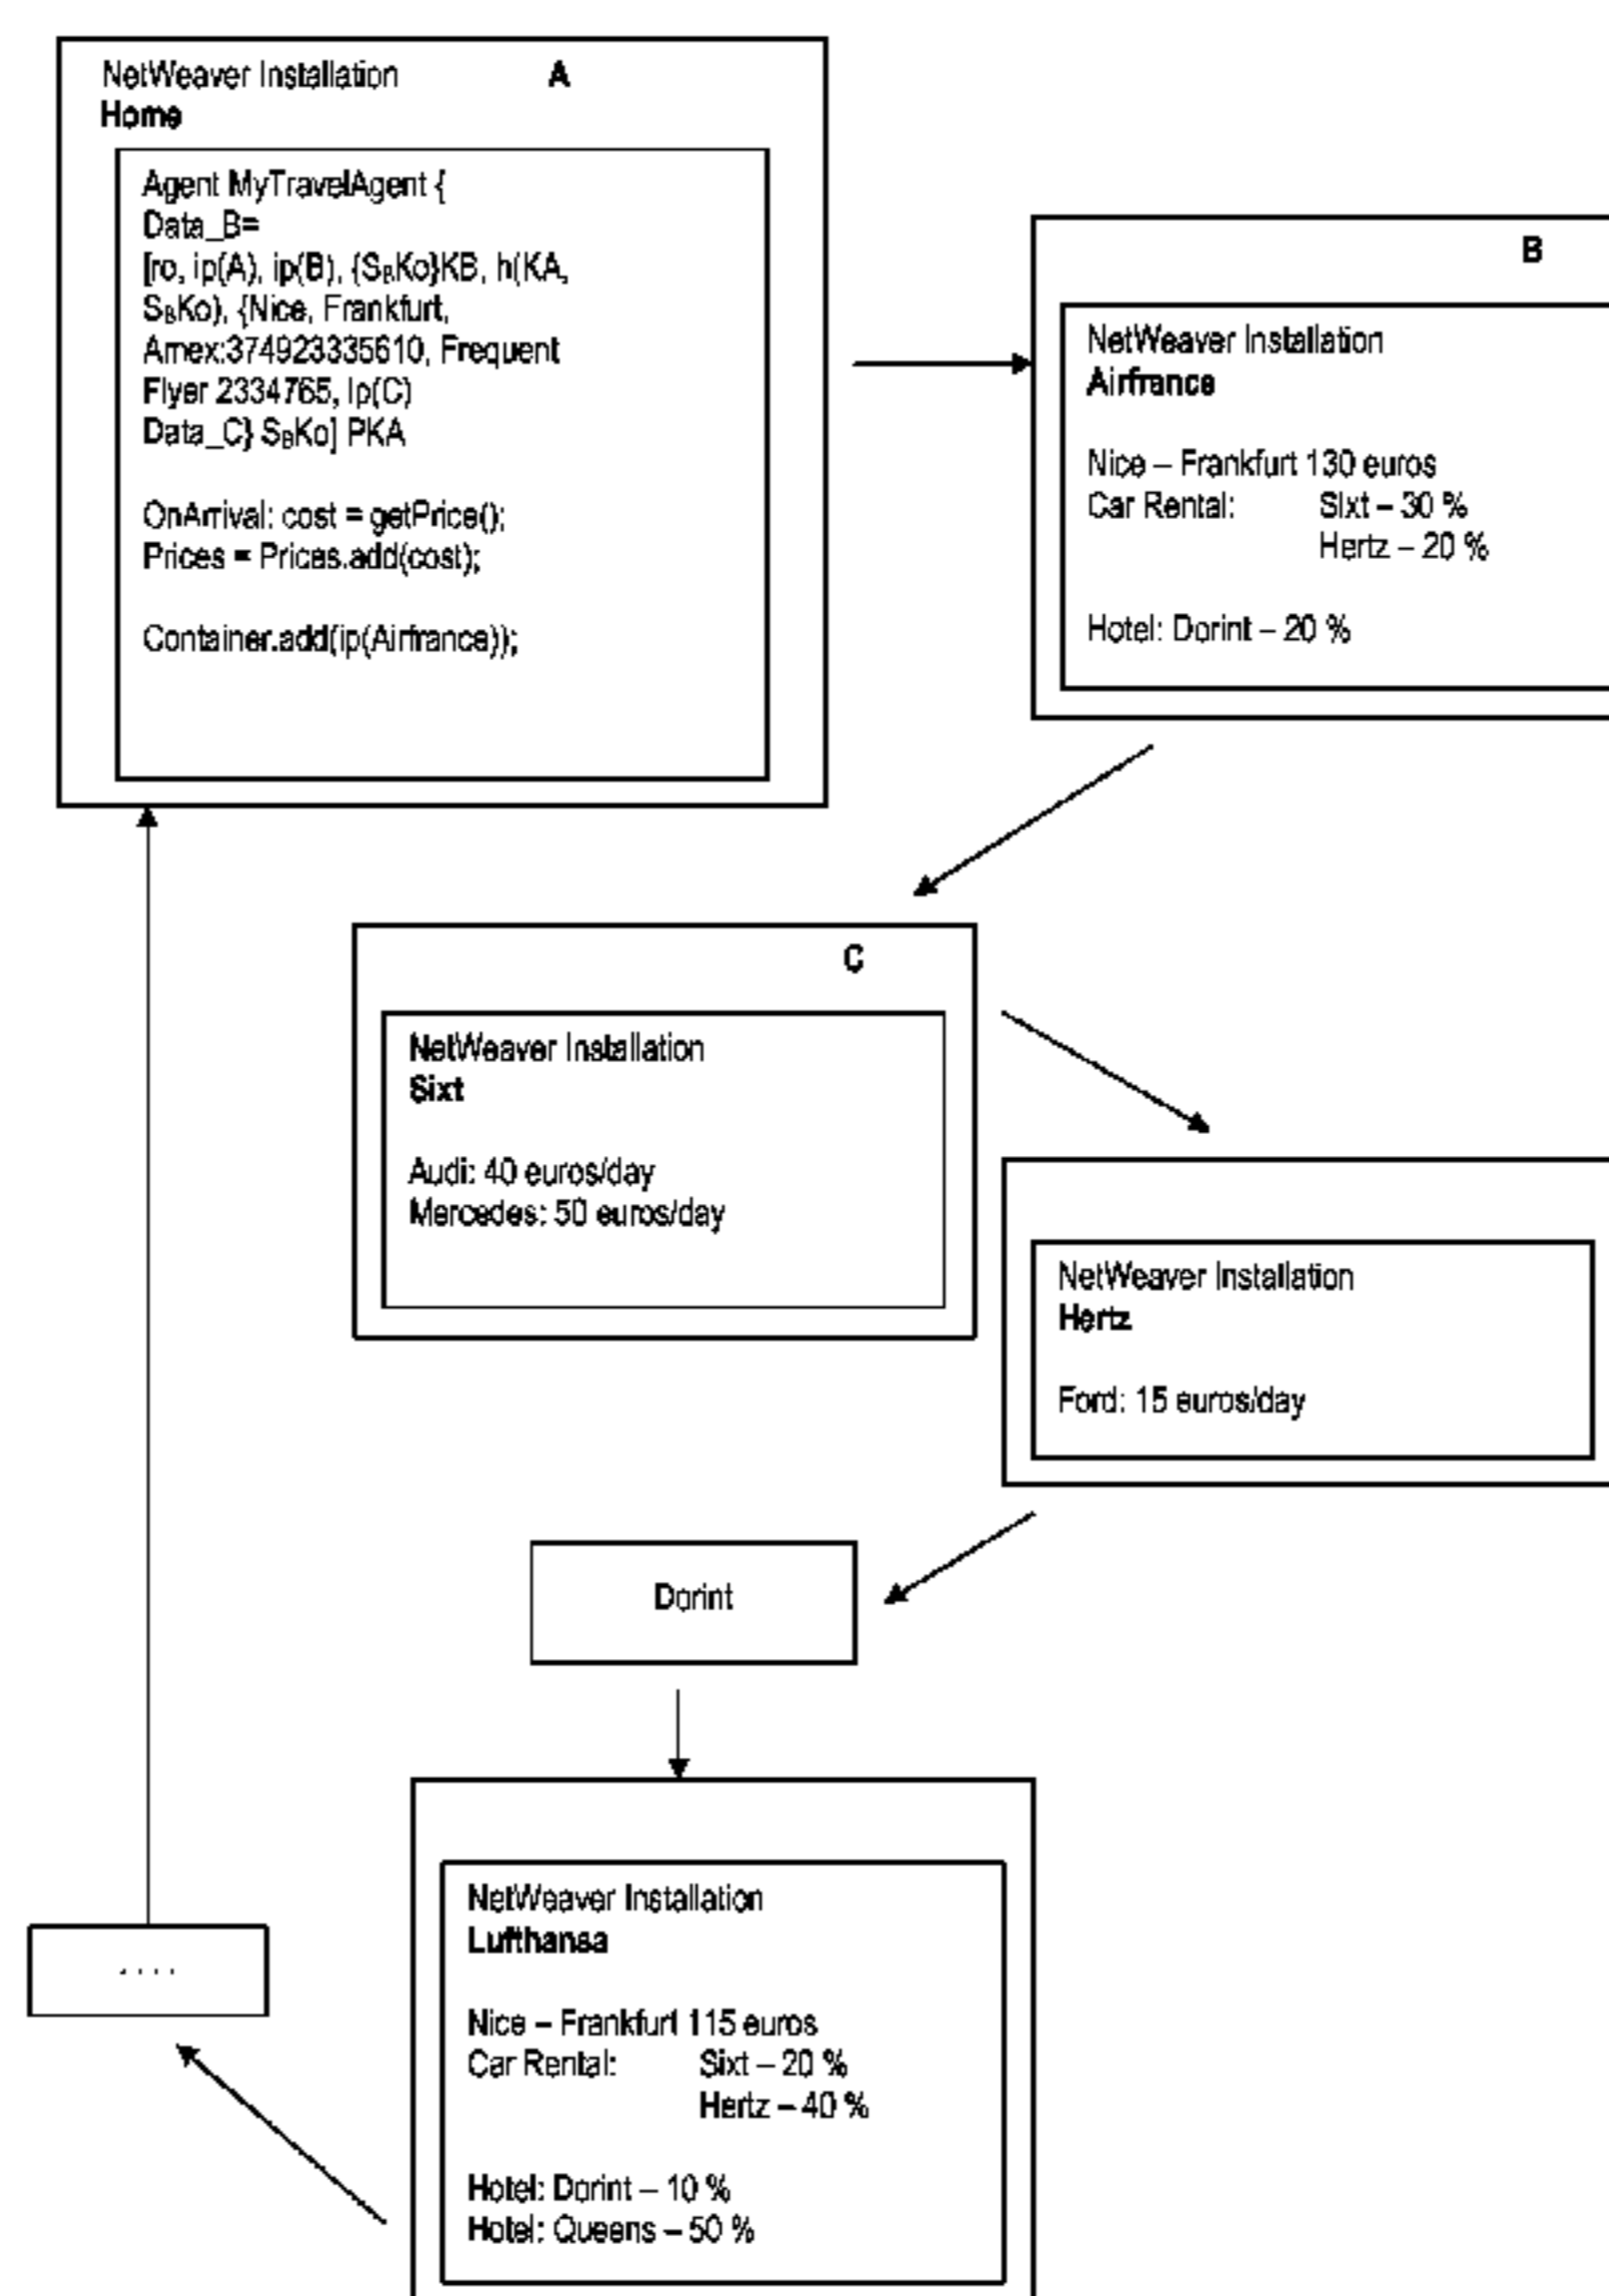 NetWeaver Installation A
Home
Agent MyTravelAgent {
Data_B=
[ro, ip(A), ip(B), {SBKo}KB, h(KA,
SBKo), {Nice, Frankfurt,
Amex:374923335610, Frequent
Flyer 2334765, Ip(C)
Data_C} SBKo] PKA
OnArrival: cost = getPrice();
Prices = Prices.add(cost);
Container.add(ip(Airfrance));
B
NetWeaver Installation
Airfrance
Nice – Frankfurt 130 euros
Car Rental: Sixt – 30 %
Hertz – 20 %
Hotel: Dorint – 20 %
C
NetWeaver Installation
Sixt
Audi: 40 euros/day
Mercedes: 50 euros/day
NetWeaver Installation
Hertz
Ford: 15 euros/day
Dorint
NetWeaver Installation
Lufthansa
Nice – Frankfurt 115 euros
Car Rental: Sixt – 20 %
Hertz – 40 %
Hotel: Dorint – 10 %
Hotel: Queens – 50 %
. . . .